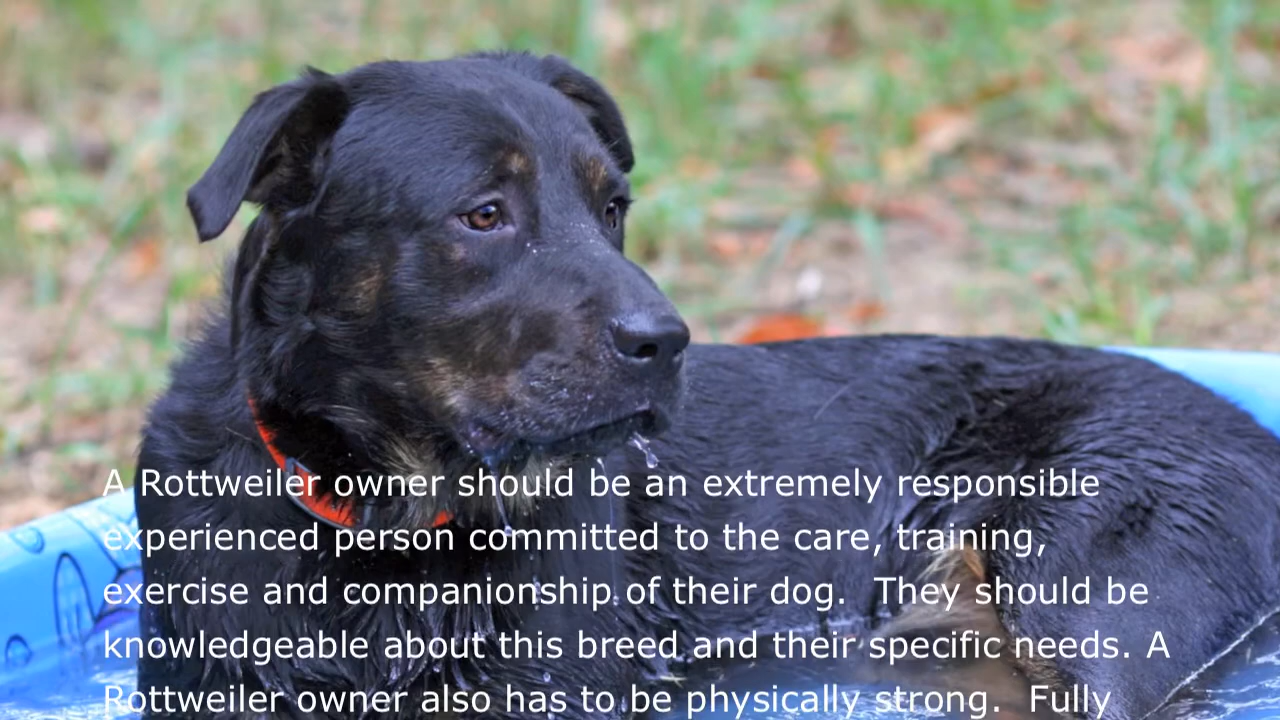 A Rottweiler owner should be an extremely responsible
experienced person committed to the care, training,
exercise and companionship of their dog.  They should be
knowledgeable about this breed and their specific needs. A
Rottweiler owner also has to be physically strong.  Fully